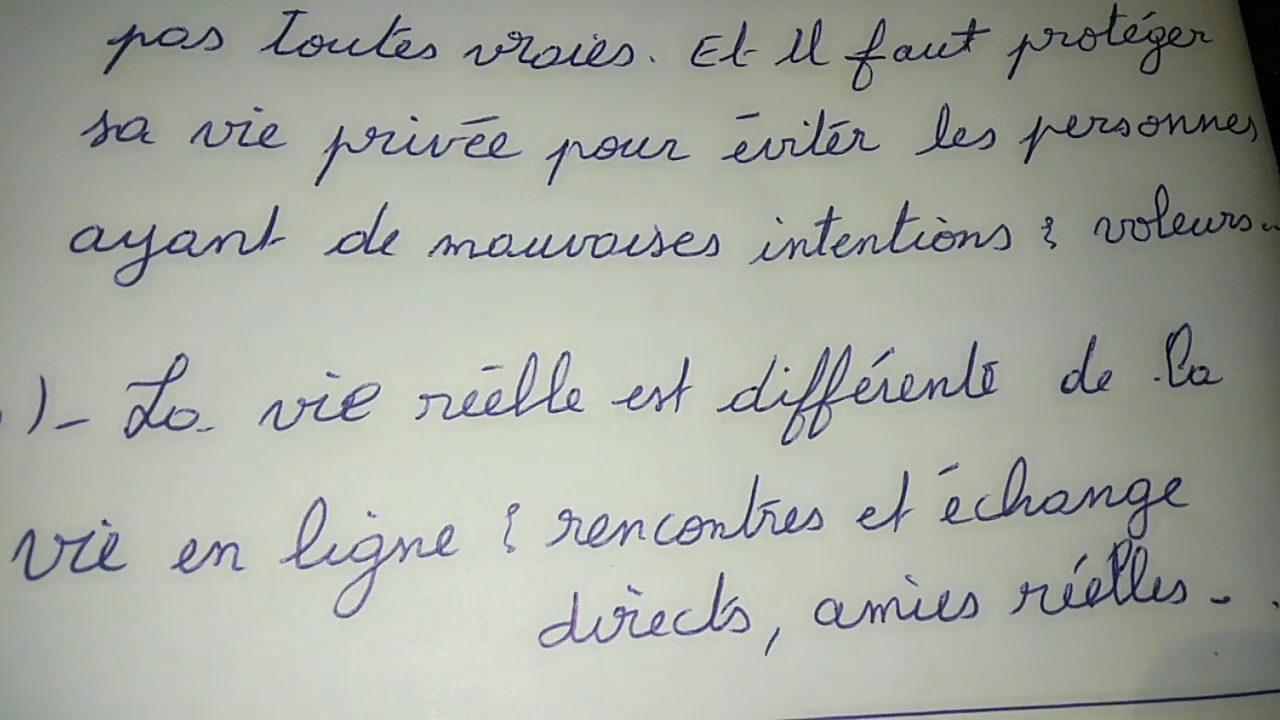 pas toutes vraies. Et il faut protéger
sa vie privée pour éviter les personnes
ayant de mauvaises intentions : voleurs..
)- La vie réelle est différente de la
vie en ligne : rencontres et échange
directs, amies réelles..